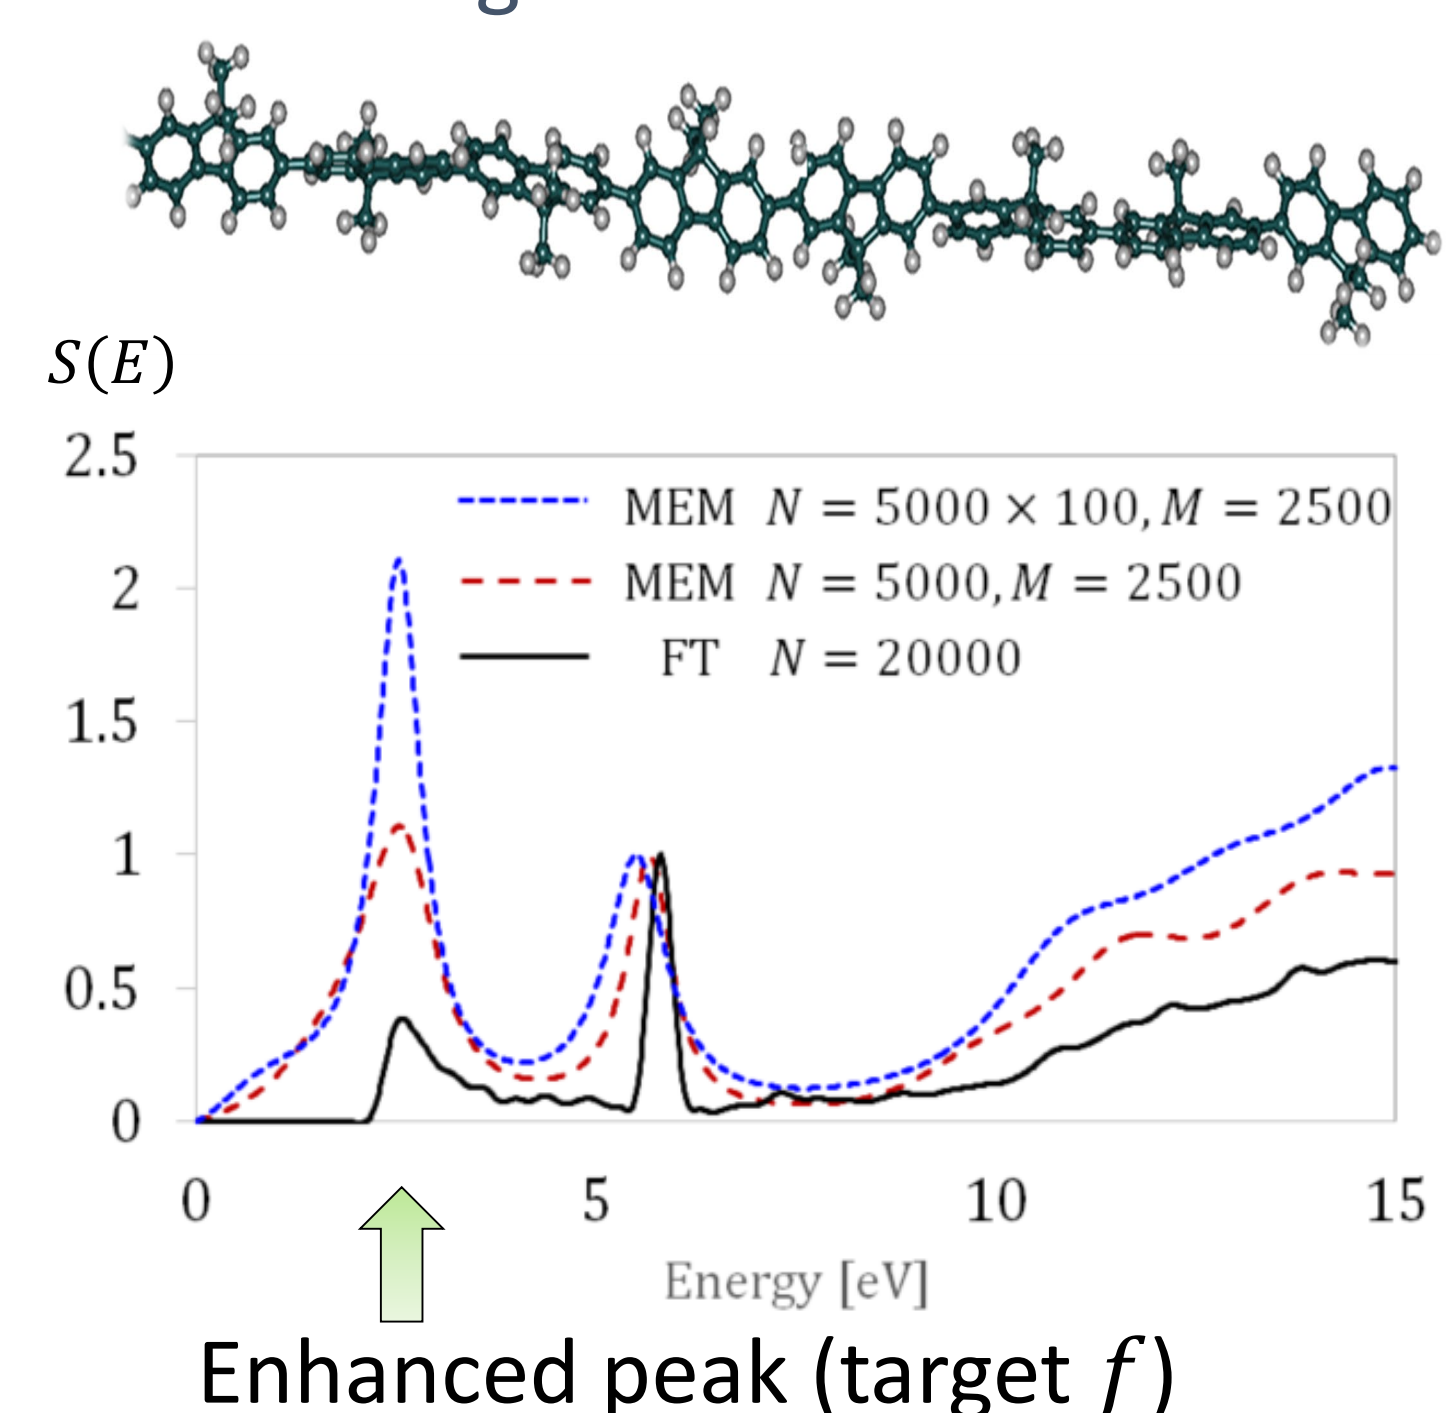 S(E)
2.5
2
1.5
1
0.5
0
MEM N = 5000 × 100, M = 2500
MEM N = 5000, M = 2500
FT N = 20000
0 5 10 15
Energy [eV]
Enhanced peak (target f)